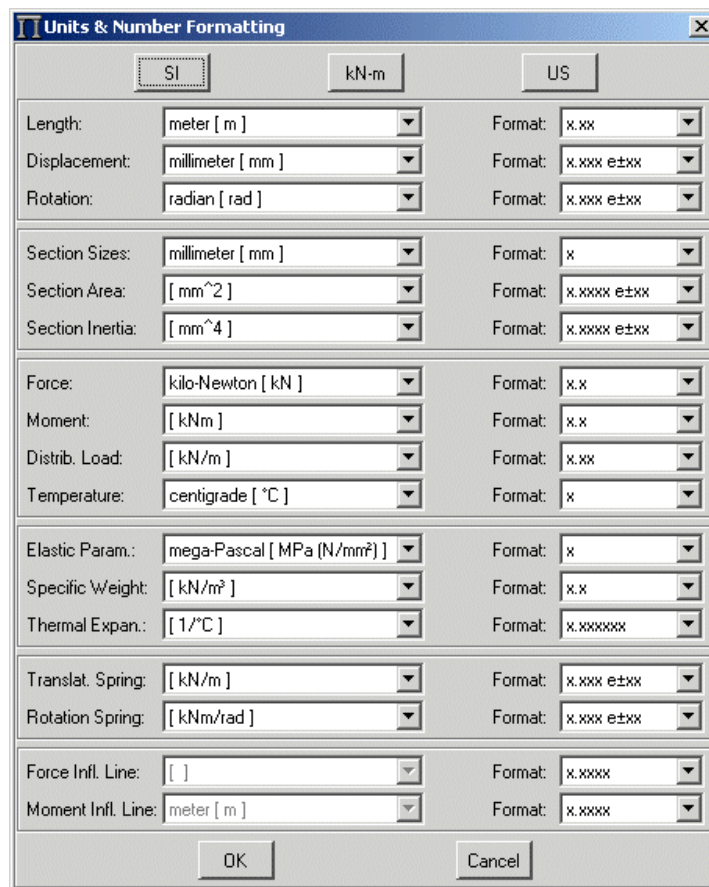 Units & Number Formatting
SI kN-m US
Length: meter [ m ] Format: x.xx
Displacement: millimeter [ mm ] Format: x.xxx e±xx
Rotation: radian [ rad ] Format: x.xxx e±xx
Section Sizes: millimeter [ mm ] Format: x
Section Area: [ mm^2 ] Format: x.xxxx e±xx
Section Inertia: [ mm^4 ] Format: x.xxxx e±xx
Force: kilo-Newton [ kN ] Format: x.x
Moment: [ kNm ] Format: x.x
Distrib. Load: [ kN/m ] Format: x.xx
Temperature: centigrade [ °C ] Format: x
Elastic Param.: mega-Pascal [ MPa (N/mm²) ] Format: x
Specific Weight: [ kN/m³ ] Format: x.x
Thermal Expan.: [ 1/°C ] Format: x.xxxxxx
Translat. Spring: [ kN/m ] Format: x.xxx e±xx
Rotation Spring: [ kNm/rad ] Format: x.xxx e±xx
Force Infl. Line: [ ] Format: x.xxxx
Moment Infl. Line: meter [ m ] Format: x.xxxx
OK Cancel